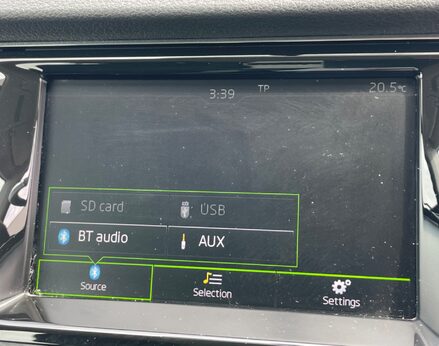 3:39 TP 20.5°C
SD card USB
BT audio AUX
Source Selection Settings